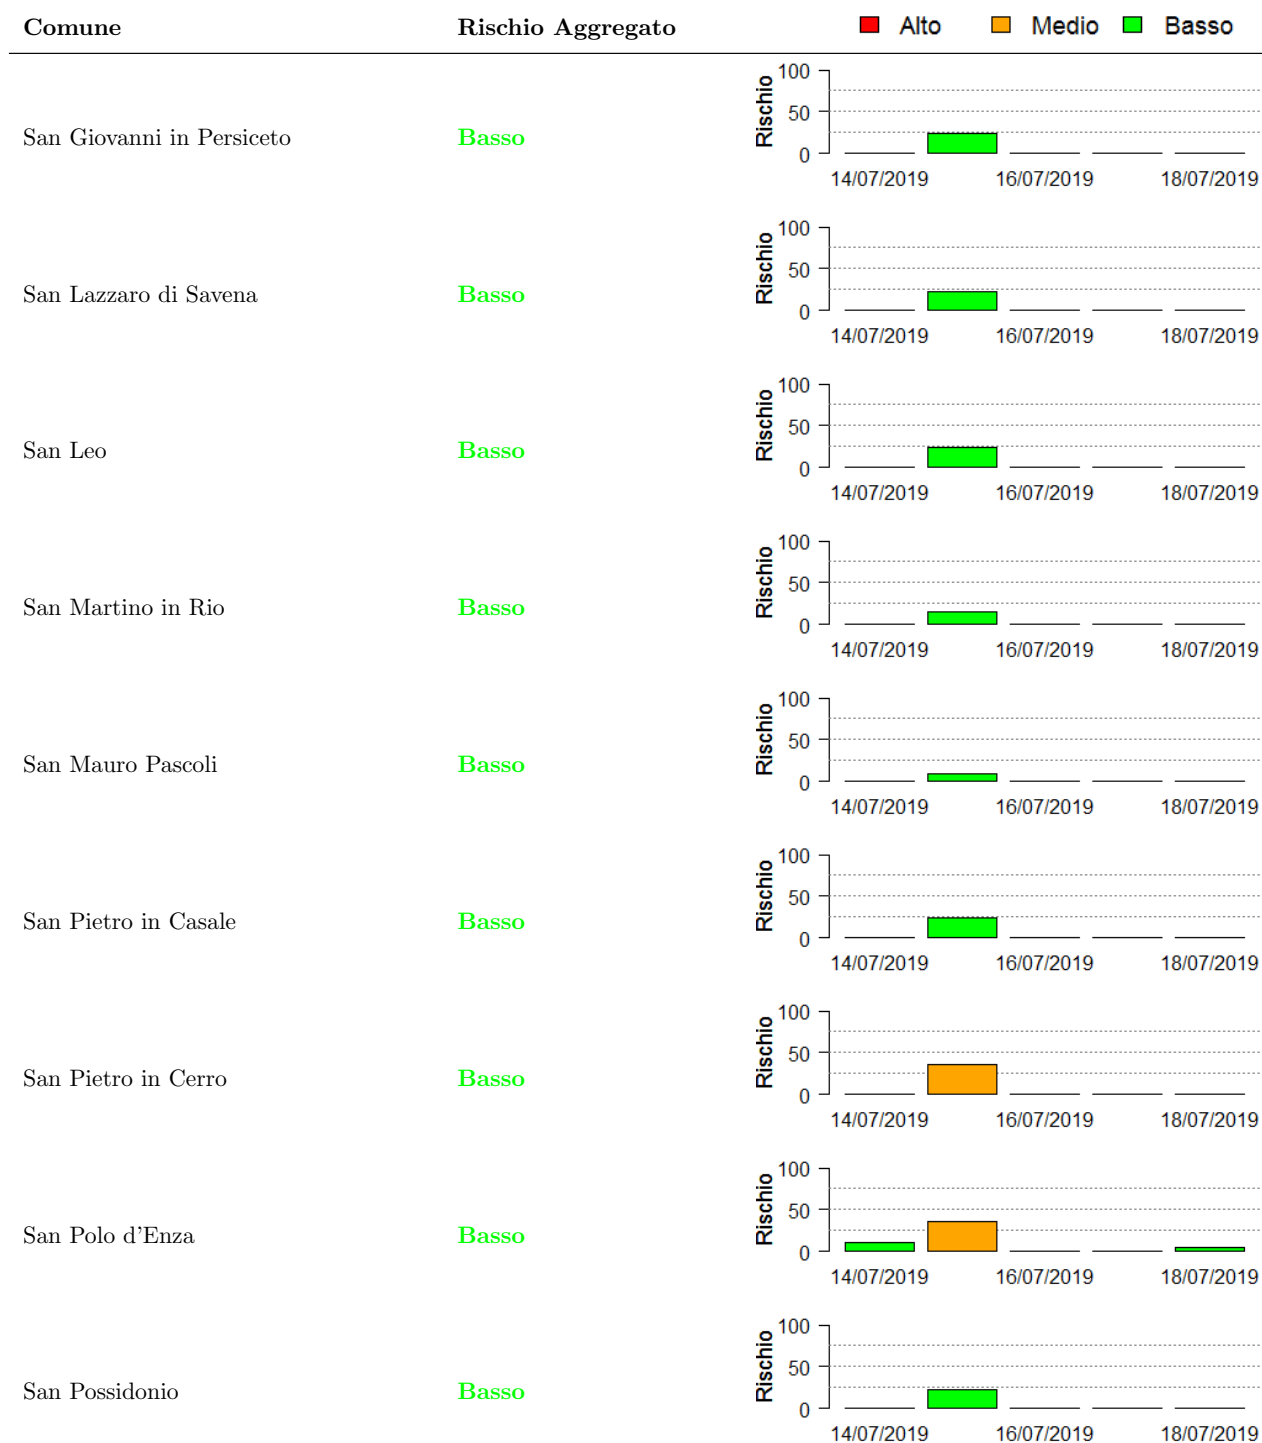 Comune Rischio Aggregato Alto Medio Basso
100
50
0
Rischio
San Giovanni in Persiceto Basso
14/07/2019 16/07/2019 18/07/2019
100
50
0
Rischio
San Lazzaro di Savena Basso
14/07/2019 16/07/2019 18/07/2019
100
50
0
Rischio
San Leo Basso
14/07/2019 16/07/2019 18/07/2019
100
50
0
Rischio
San Martino in Rio Basso
14/07/2019 16/07/2019 18/07/2019
100
50
0
Rischio
San Mauro Pascoli Basso
14/07/2019 16/07/2019 18/07/2019
100
50
0
Rischio
San Pietro in Casale Basso
14/07/2019 16/07/2019 18/07/2019
100
50
0
Rischio
San Pietro in Cerro Basso
14/07/2019 16/07/2019 18/07/2019
100
50
0
Rischio
San Polo d'Enza Basso
14/07/2019 16/07/2019 18/07/2019
100
50
0
Rischio
San Possidonio Basso
14/07/2019 16/07/2019 18/07/2019